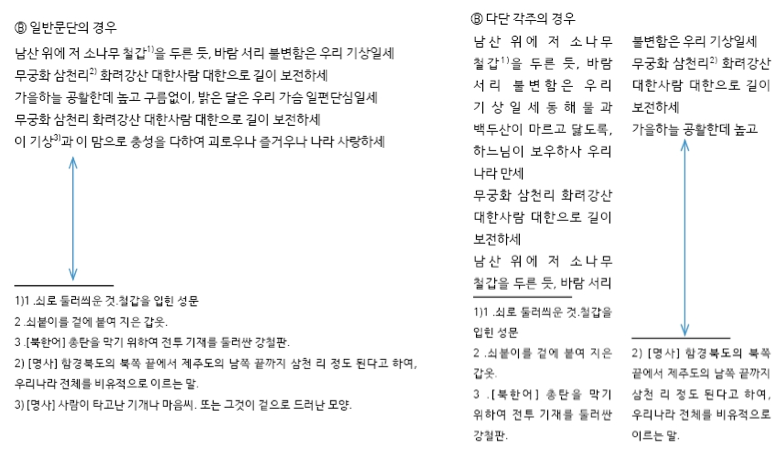 Ⓑ 일반문단의 경우
남산 위에 저 소나무 철갑1)을 두른 듯, 바람 서리 불변함은 우리 기상일세
무궁화 삼천리2) 화려강산 대한사람 대한으로 길이 보전하세
가을하늘 공활한데 높고 구름없이, 밝은 달은 우리 가슴 일편단심일세
무궁화 삼천리 화려강산 대한사람 대한으로 길이 보전하세
이 기상3)과 이 맘으로 충성을 다하여 괴로우나 즐거우나 나라 사랑하세
1)1 .쇠로 둘러씌운 것.철갑을 입힌 성문
2 .쇠붙이를 겉에 붙여 지은 갑옷.
3 .[북한어] 총탄을 막기 위하여 전투 기재를 둘러싼 강철판.
2) [명사] 함경북도의 북쪽 끝에서 제주도의 남쪽 끝까지 삼천 리 정도 된다고 하여,
우리나라 전체를 비유적으로 이르는 말.
3) [명사] 사람이 타고난 기개나 마음씨. 또는 그것이 겉으로 드러난 모양.
Ⓑ 다단 각주의 경우
남산 위에 저 소나무
철갑1)을 두른 듯, 바람
서리 불변함은 우리
기상일세동해물과
백두산이 마르고 닳도록,
하느님이 보우하사 우리
나라 만세
무궁화 삼천리 화려강산
대한사람 대한으로 길이
보전하세
남산 위에 저 소나무
철갑을 두른 듯, 바람 서리
1)1 .쇠로 둘러씌운 것.철갑을
입힌 성문
2 .쇠붙이를 겉에 붙여 지은
갑옷.
3 .[북한어] 총탄을 막기
위하여 전투 기재를 둘러싼
강철판.
불변함은 우리 기상일세
무궁화 삼천리2) 화려강산
대한사람 대한으로 길이
보전하세
가을하늘 공활한데 높고
2) [명사] 함경북도의 북쪽
끝에서 제주도의 남쪽 끝까지
삼천 리 정도 된다고 하여,
우리나라 전체를 비유적으로
이르는 말.